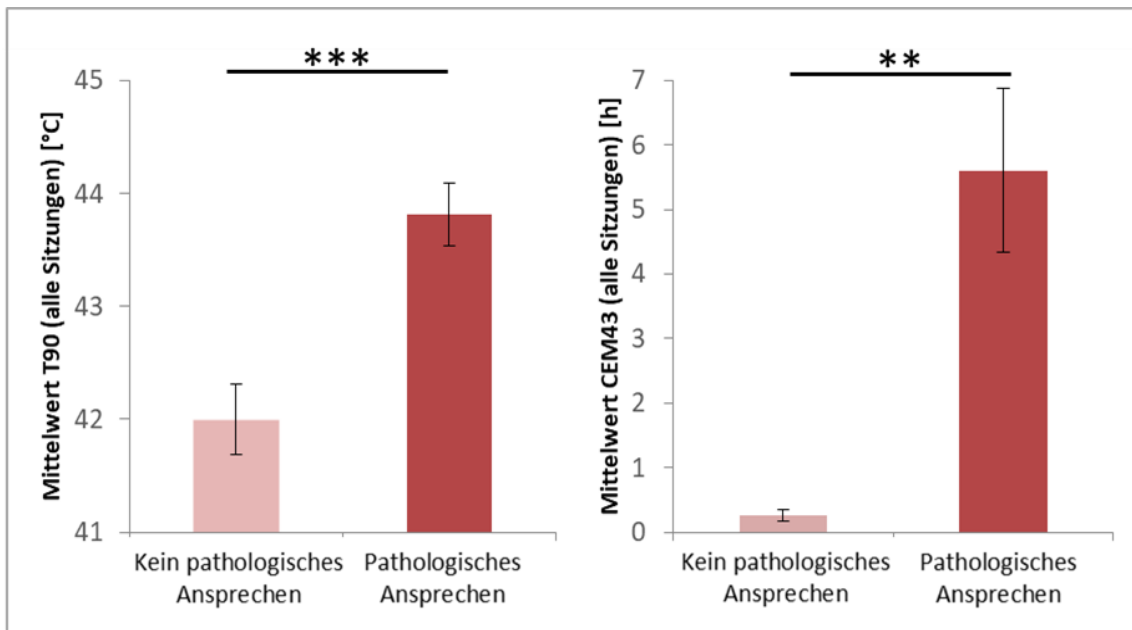 ***
Mittelwert T90 (alle Sitzungen) [°C]
45
44
43
42
41
Kein pathologisches
Ansprechen
Pathologisches
Ansprechen
**
Mittelwert CEM43 (alle Sitzungen) [h]
7
6
5
4
3
2
1
0
Kein pathologisches
Ansprechen
Pathologisches
Ansprechen